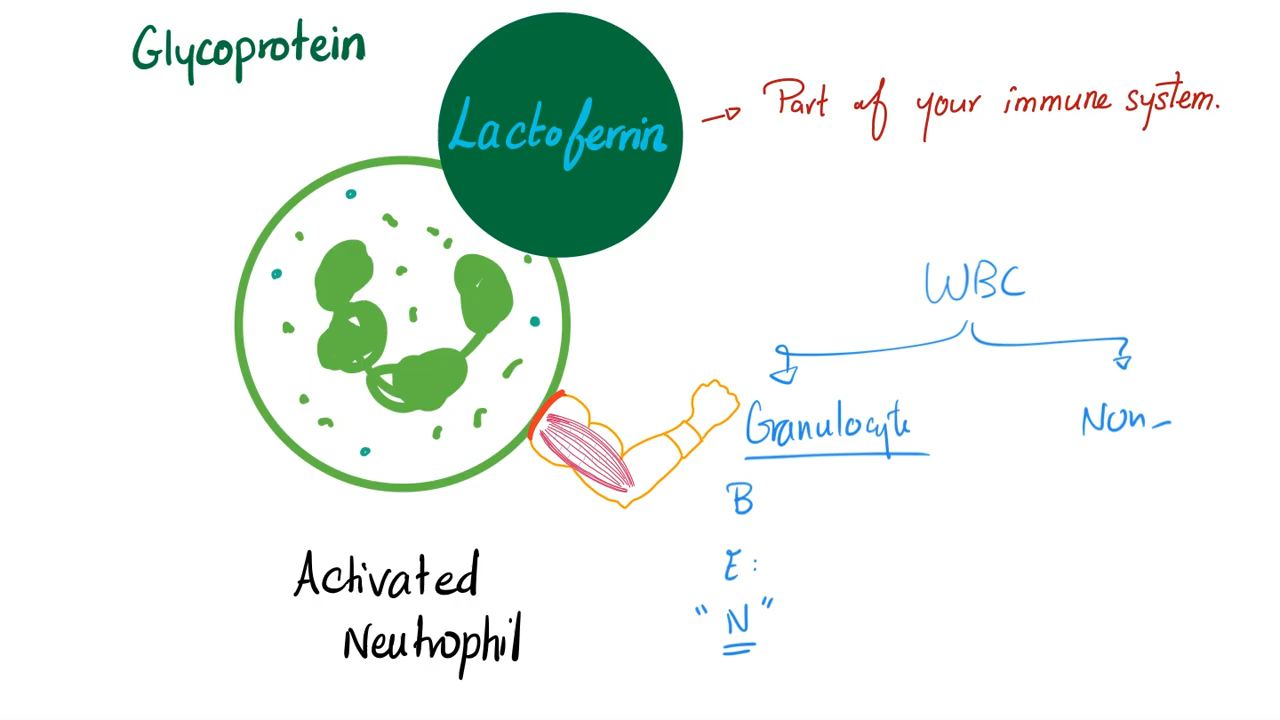 Glycoprotein
Lactoferrin
Part of your immune system.
WBC
Granulocyte
Non-
B
E:
"N"
Activated
Neutrophil